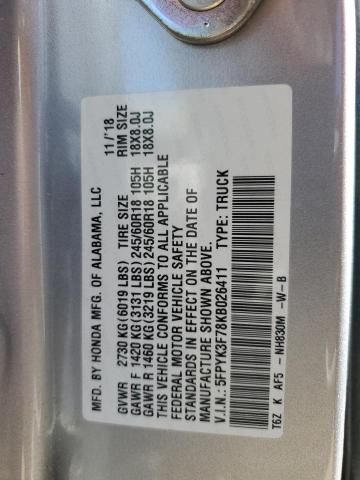 MFD. BY HONDA MFG. OF ALABAMA, LLC 11/'18
GVWR 2730 KG(6019 LBS) TIRE SIZE RIM SIZE
GAWR F 1420 KG(3131 LBS) 245/60R18 105H 18X8.0J
GAWR R 1460 KG(3219 LBS) 245/60R18 105H 18X8.0J
THIS VEHICLE CONFORMS TO ALL APPLICABLE
FEDERAL MOTOR VEHICLE SAFETY
STANDARDS IN EFFECT ON THE DATE OF
MANUFACTURE SHOWN ABOVE.
V.I.N.:5FPYK3F78KB026411 TYPE: TRUCK
T6Z K AF5 - NH830M -W-B